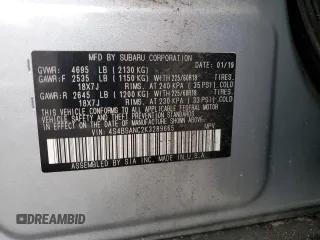 MFD. BY SUBARU CORPORATION DATE 01/19
GVWR: 4695 LB (2130 KG)
GAWR:F 2535 LB (1150 KG) WITH 225/60R18 TIRES,
18X7J RIMS, AT 240 KPA (35 PSI) COLD
GAWR:R 2645 LB (1200 KG) WITH 225/60R18 TIRES,
18X7J RIMS, AT 230 KPA (33 PSI) COLD
THIS VEHICLE CONFORMS TO ALL APPLICABLE
FEDERAL MOTOR VEHICLE SAFETY, BUMPER, AND
THEFT PREVENTION STANDARDS IN EFFECT ON
THE DATE OF MANUFACTURE SHOWN ABOVE.
VIN: 4S4BSANC2K3289665 MPV
ASSEMBLED BY SIA INC. MADE IN U.S.A.
© DREAMBID